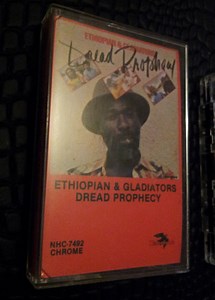 ETHIOPIAN & GLADIATORS
Dread Prophecy
ETHIOPIAN & GLADIATORS
DREAD PROPHECY
NHC-7492
CHROME